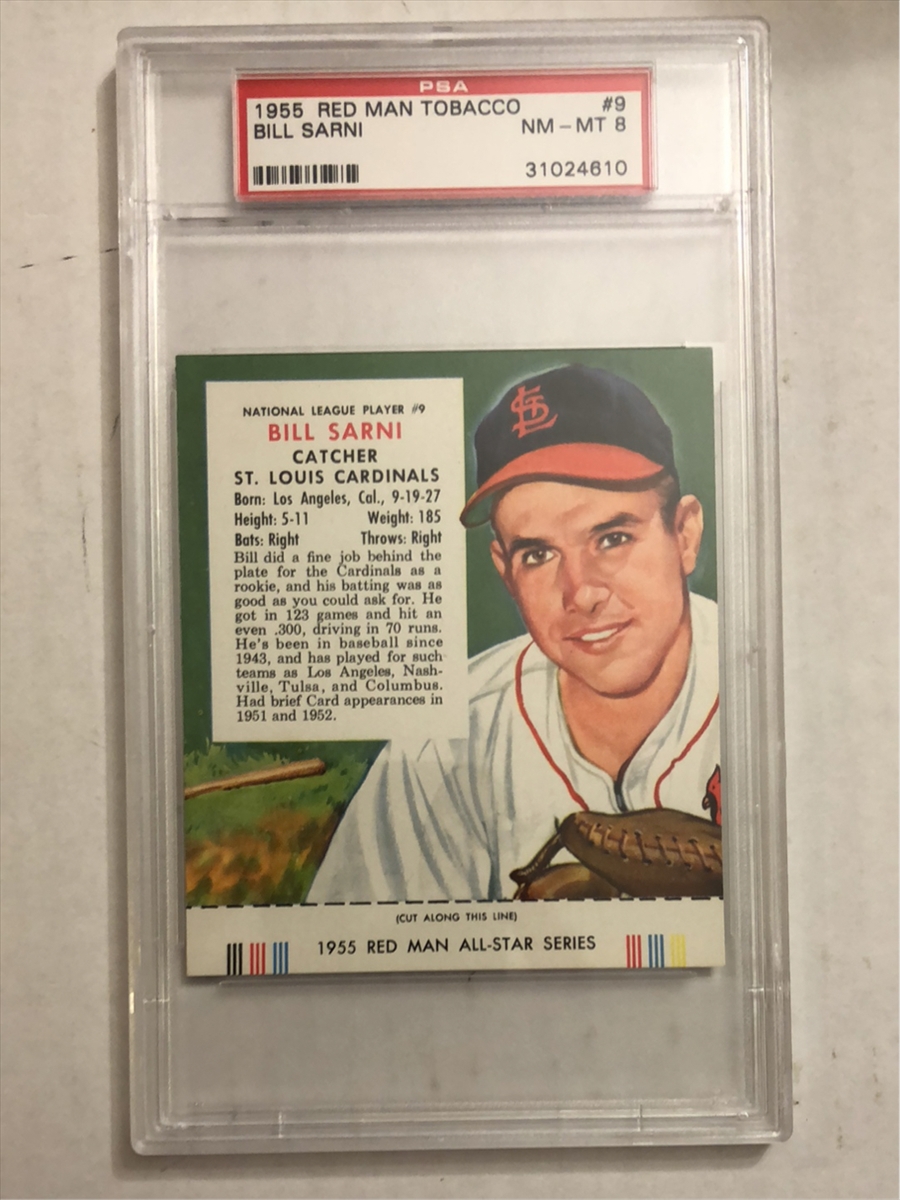 PSA
1955 RED MAN TOBACCO #9
BILL SARNI NM-MT 8
31024610
NATIONAL LEAGUE PLAYER #9
BILL SARNI
CATCHER
ST. LOUIS CARDINALS
Born: Los Angeles, Cal., 9-19-27
Height: 5-11 Weight: 185
Bats: Right Throws: Right
Bill did a fine job behind the
plate for the Cardinals as a
rookie, and his batting was as
good as you could ask for. He
got in 123 games and hit an
even .300, driving in 70 runs.
He's been in baseball since
1943, and has played for such
teams as Los Angeles, Nash-
ville, Tulsa, and Columbus.
Had brief Card appearances in
1951 and 1952.
STL
(CUT ALONG THIS LINE)
1955 RED MAN ALL-STAR SERIES